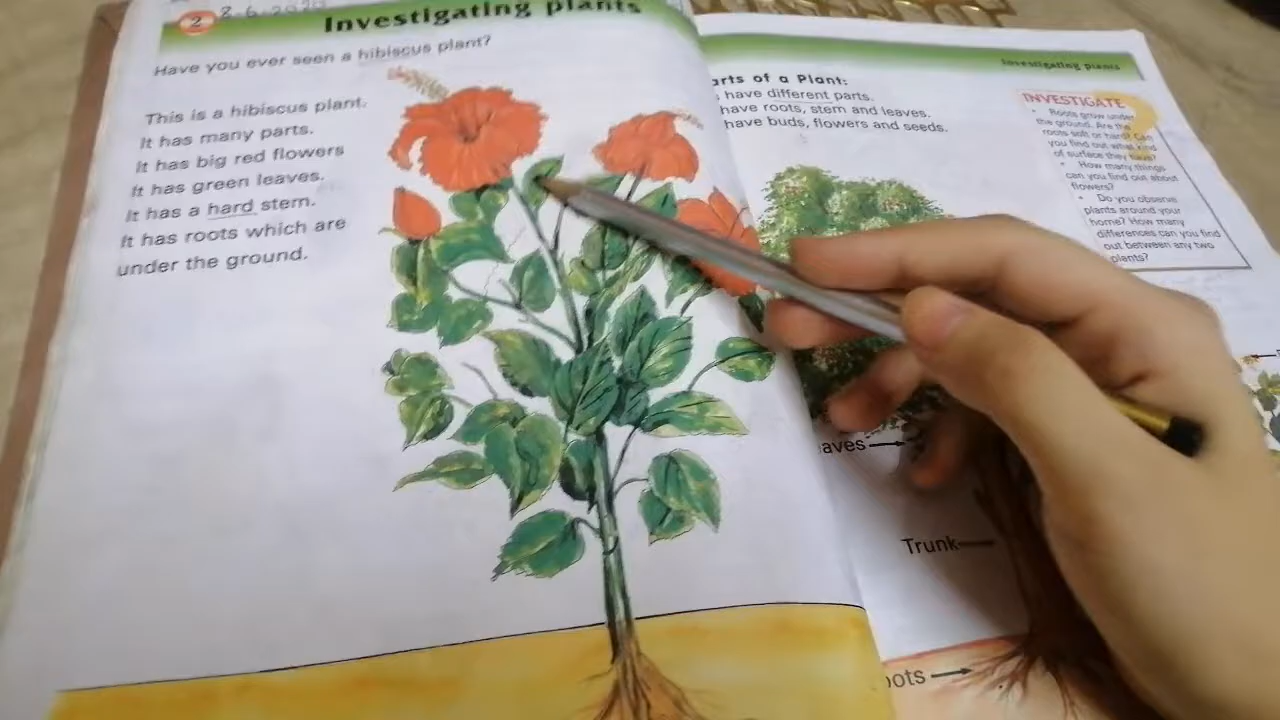 2
8.6.2020
Investigating plants
Have you ever seen a hibiscus plant?
This is a hibiscus plant.
It has many parts.
It has big red flowers
It has green leaves.
It has a hard stem.
It has roots which are
under the ground.
Investigating plants
arts of a Plant:
have different parts.
have roots, stem and leaves.
have buds, flowers and seeds.
INVESTIGATE
• Roots grow under
the ground. Are the
roots soft or hard? Can
you find out what kind
of surface they have?
• How many things
can you find out about
flowers?
• Do you observe
plants around your
home? How many
differences can you find
out between any two
plants?
aves
Trunk
oots